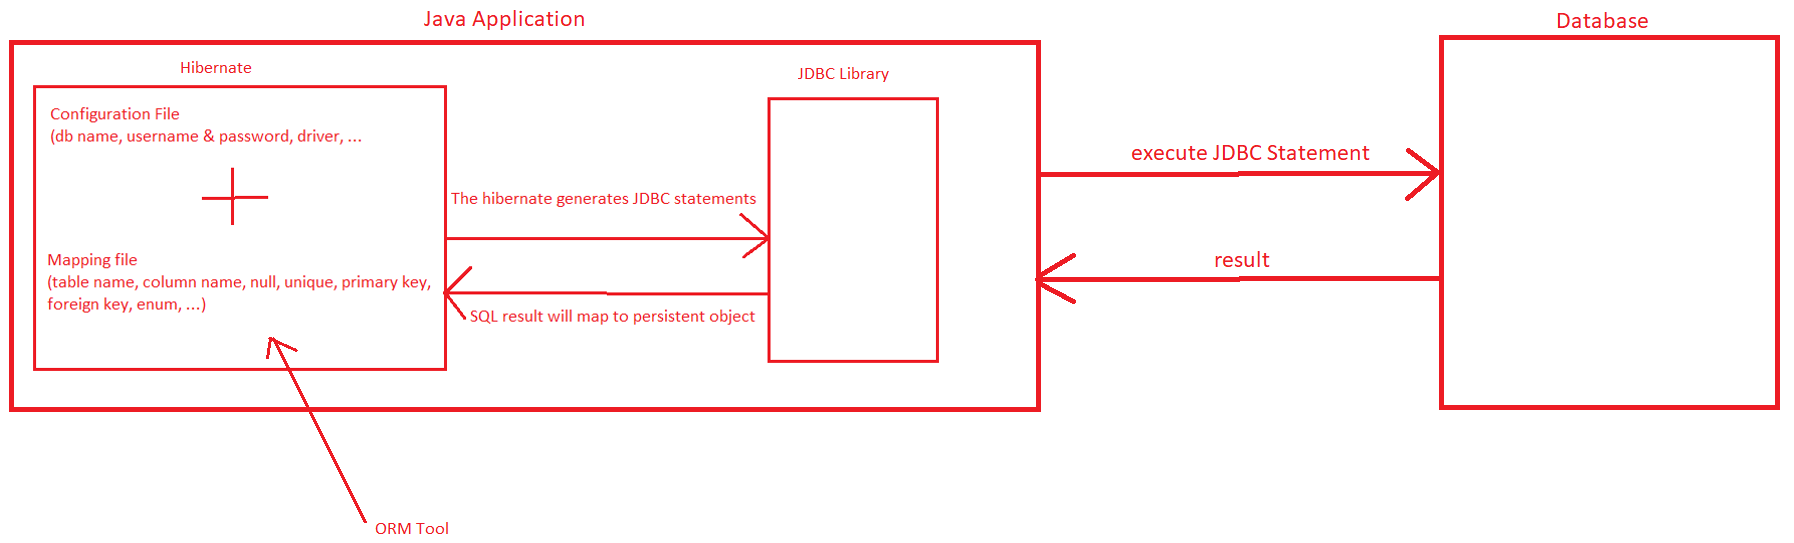 Java Application
Database
Hibernate
JDBC Library
Configuration File
(db name, username & password, driver, ...
execute JDBC Statement
The hibernate generates JDBC statements
Mapping file
(table name, column name, null, unique, primary key,
foreign key, enum, ...)
result
SQL result will map to persistent object
ORM Tool